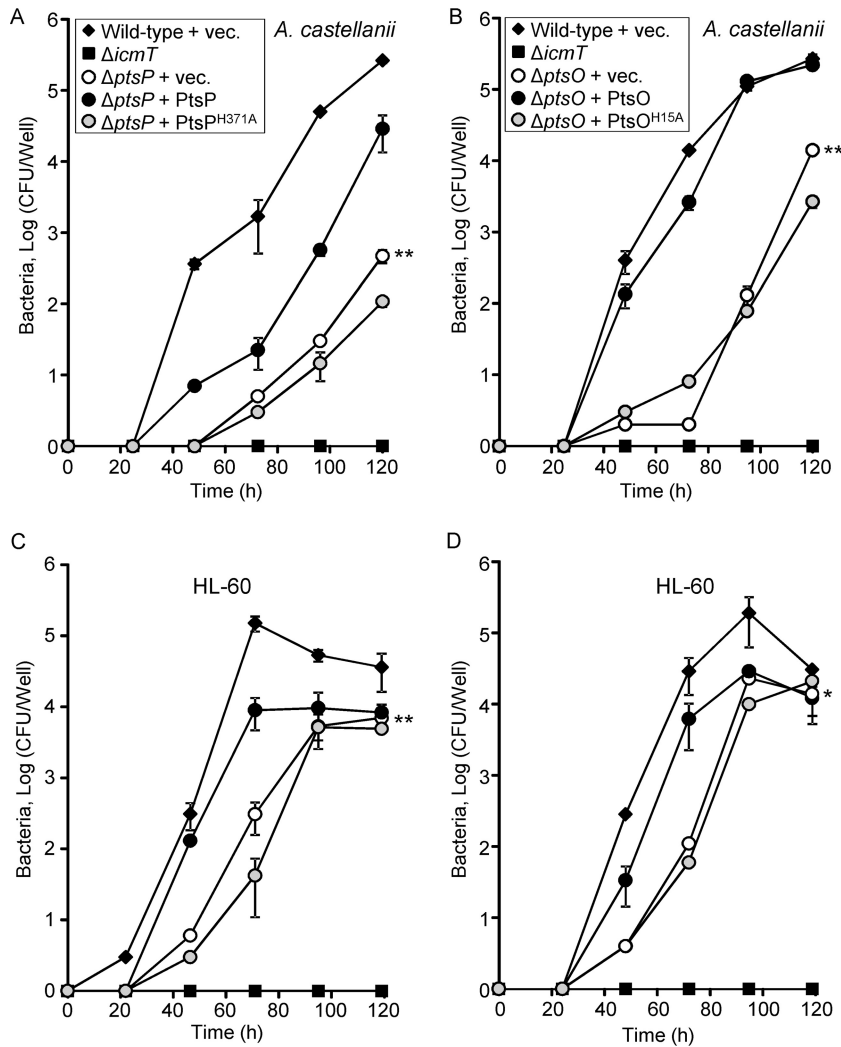 A
6
5
4
3
2
1
0
Bacteria, Log (CFU/Well)
Wild-type + vec.
ΔicmT
ΔptsP + vec.
ΔptsP + PtsP
ΔptsP + PtsPH371A
A. castellanii
**
0 20 40 60 80 100 120
Time (h)
B
6
5
4
3
2
1
0
Bacteria, Log (CFU/Well)
Wild-type + vec.
ΔicmT
ΔptsO + vec.
ΔptsO + PtsO
ΔptsO + PtsOH15A
A. castellanii
**
0 20 40 60 80 100 120
Time (h)
C
6
5
4
3
2
1
0
Bacteria, Log (CFU/Well)
HL-60
**
0 20 40 60 80 100 120
Time (h)
D
6
5
4
3
2
1
0
Bacteria, Log (CFU/Well)
HL-60
*
0 20 40 60 80 100 120
Time (h)